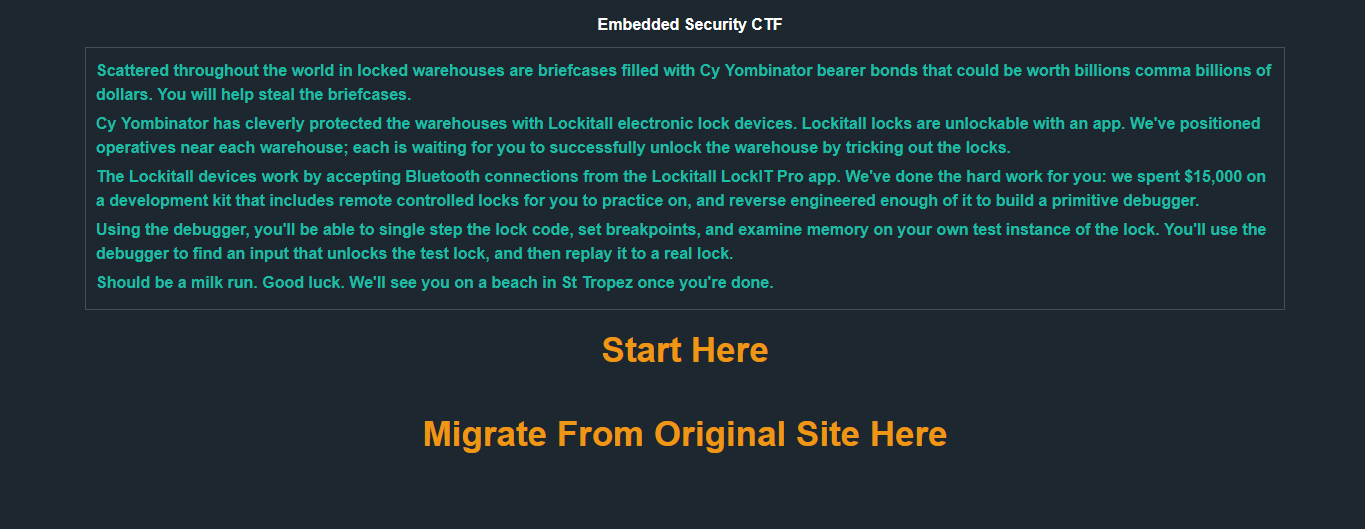 Embedded Security CTF
Scattered throughout the world in locked warehouses are briefcases filled with Cy Yombinator bearer bonds that could be worth billions comma billions of
dollars. You will help steal the briefcases.
Cy Yombinator has cleverly protected the warehouses with Lockitall electronic lock devices. Lockitall locks are unlockable with an app. We've positioned
operatives near each warehouse; each is waiting for you to successfully unlock the warehouse by tricking out the locks.
The Lockitall devices work by accepting Bluetooth connections from the Lockitall LockIT Pro app. We've done the hard work for you: we spent $15,000 on
a development kit that includes remote controlled locks for you to practice on, and reverse engineered enough of it to build a primitive debugger.
Using the debugger, you'll be able to single step the lock code, set breakpoints, and examine memory on your own test instance of the lock. You'll use the
debugger to find an input that unlocks the test lock, and then replay it to a real lock.
Should be a milk run. Good luck. We'll see you on a beach in St Tropez once you're done.
Start Here
Migrate From Original Site Here